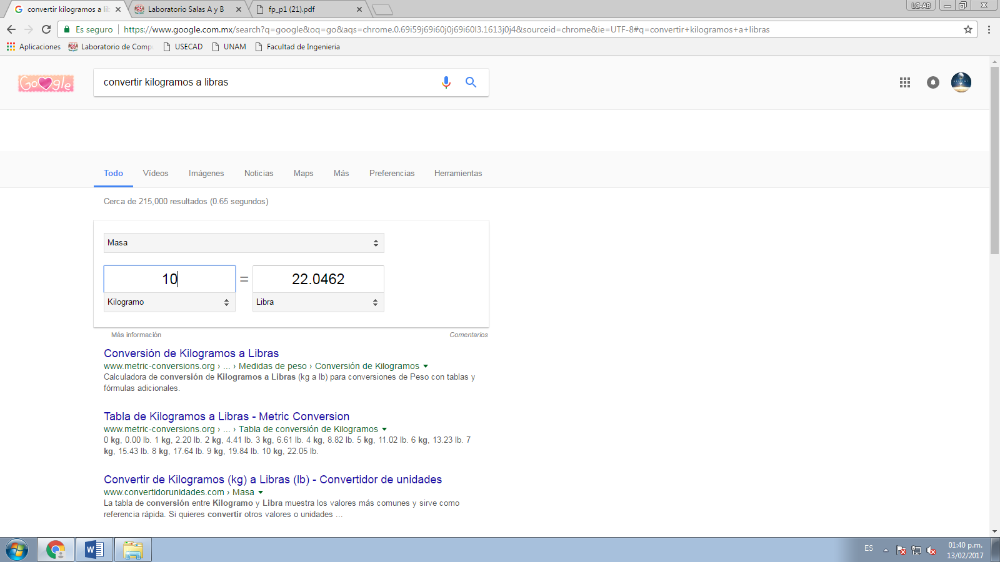 convertir kilogramos a lib
Laboratorio Salas A y B
fp_p1 (21).pdf
LC-AB
Es seguro
https://www.google.com.mx/search?q=google&oq=go&aqs=chrome.0.69i59j69i60j0j69i60l3.1613j0j4&sourceid=chrome&ie=UTF-8#q=convertir+kilogramos+a+libras
Aplicaciones
Laboratorio de Comp
USECAD
UNAM
Facultad de Ingenieria
Google
convertir kilogramos a libras
Todo
Vídeos
Imágenes
Noticias
Maps
Más
Preferencias
Herramientas
Cerca de 215,000 resultados (0.65 segundos)
Masa
10 = 22.0462
Kilogramo
Libra
Más información
Comentarios
Conversión de Kilogramos a Libras
www.metric-conversions.org › ... › Medidas de peso › Conversión de Kilogramos
Calculadora de conversión de Kilogramos a Libras (kg a lb) para conversiones de Peso con tablas y
fórmulas adicionales.
Tabla de Kilogramos a Libras - Metric Conversion
www.metric-conversions.org › ... › Tabla de conversión de Kilogramos
0 kg, 0.00 lb. 1 kg, 2.20 lb. 2 kg, 4.41 lb. 3 kg, 6.61 lb. 4 kg, 8.82 lb. 5 kg, 11.02 lb. 6 kg, 13.23 lb. 7
kg, 15.43 lb. 8 kg, 17.64 lb. 9 kg, 19.84 lb. 10 kg, 22.05 lb.
Convertir de Kilogramos (kg) a Libras (lb) - Convertidor de unidades
www.convertidorunidades.com › Masa
La tabla de conversión entre Kilogramo y Libra muestra los valores más comunes y sirve como
referencia rápida. Si quieres convertir otros valores o unidades ...
ES
01:40 p.m.
13/02/2017